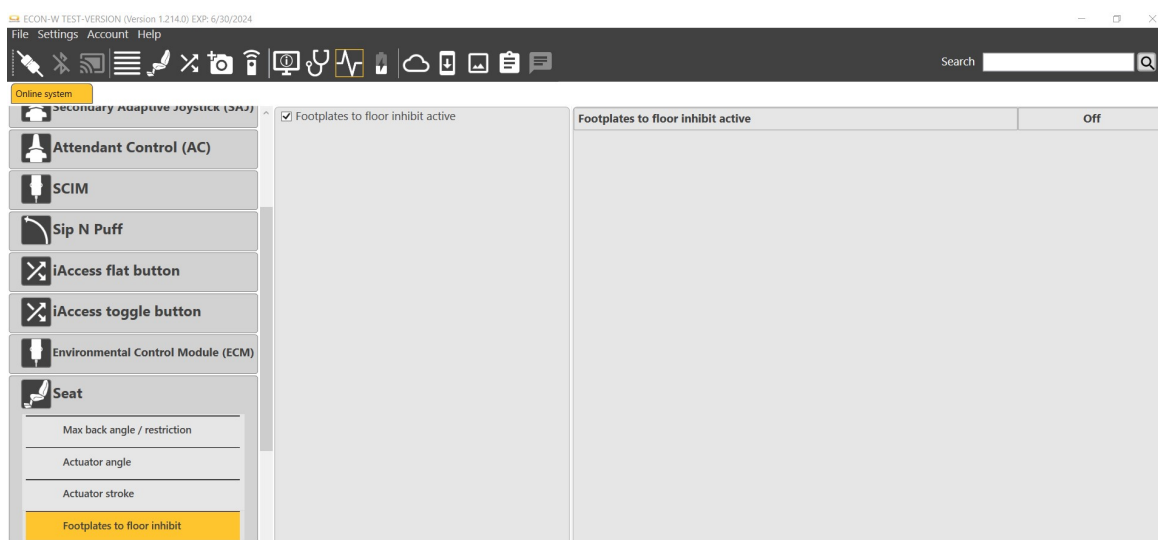 ECON-W TEST-VERSION (Version 1.214.0) EXP: 6/30/2024
File Settings Account Help
Search
Online system
Secondary Adaptive Joystick (SAJ)
Footplates to floor inhibit active
Footplates to floor inhibit active Off
Attendant Control (AC)
SCIM
Sip N Puff
iAccess flat button
iAccess toggle button
Environmental Control Module (ECM)
Seat
Max back angle / restriction
Actuator angle
Actuator stroke
Footplates to floor inhibit